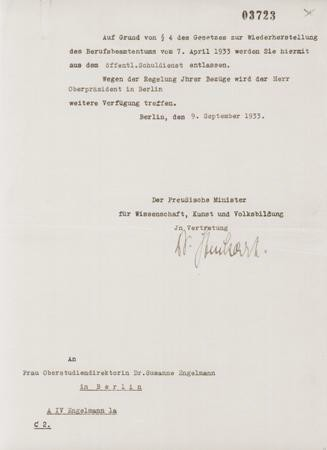 03723
Auf Grund von § 4 des Gesetzes zur Wiederherstellung
des Berufsbeamtentums vom 7. April 1933 werden Sie hiermit
aus dem öffentl.Schuldienst entlassen.
Wegen der Regelung Jhrer Bezüge wird der Herr
Oberpräsident in Berlin
weitere Verfügung treffen.
Berlin, den 9. September 1933.
Der Preußische Minister
für Wissenschaft, Kunst und Volksbildung
Jn Vertretung
An
Frau Oberstudiendirektorin Dr.Susanne Engelmann
in Berlin
A IV Engelmann 1a
C 2.